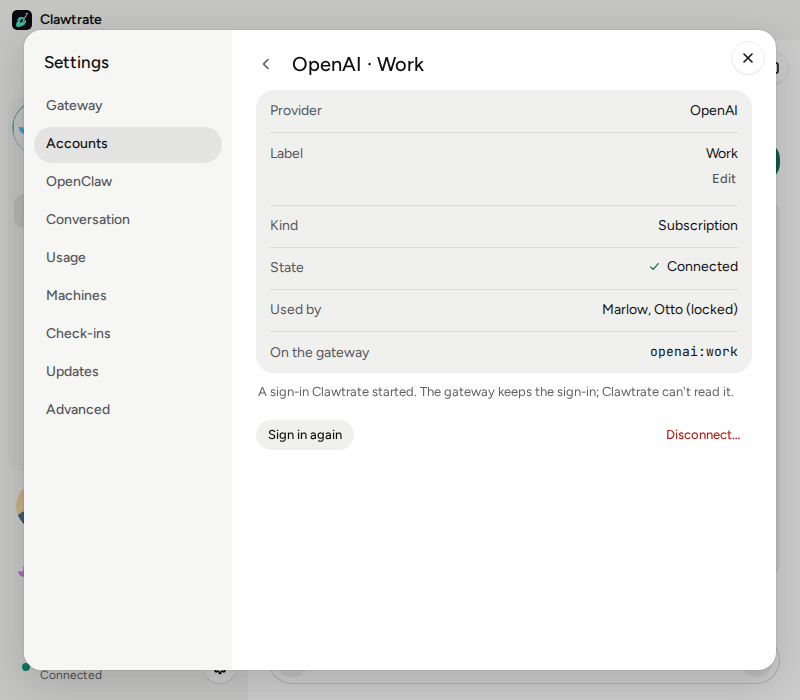 Clawtrate
Settings
Gateway
Accounts
OpenClaw
Conversation
Usage
Machines
Check-ins
Updates
Advanced
OpenAI · Work
Provider OpenAI
Label Work
Edit
Kind Subscription
State Connected
Used by Marlow, Otto (locked)
On the gateway openai:work
A sign-in Clawtrate started. The gateway keeps the sign-in; Clawtrate can't read it.
Sign in again Disconnect…
Connected